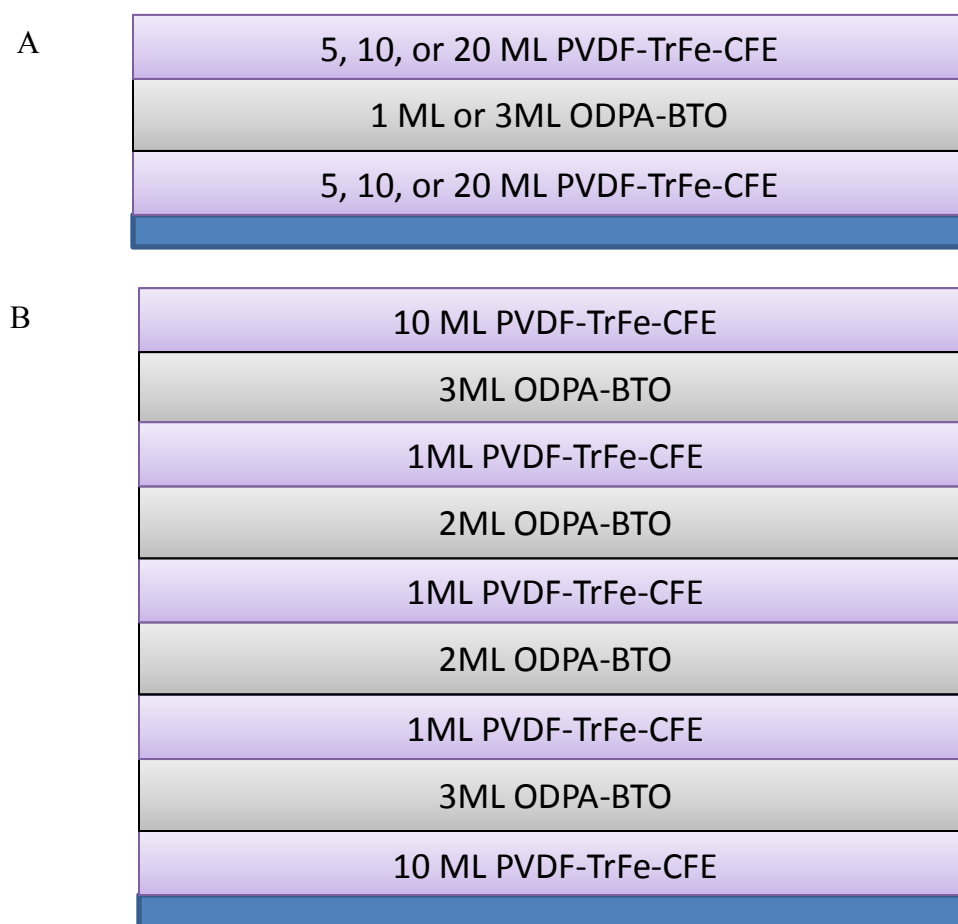 A
5, 10, or 20 ML PVDF-TrFe-CFE
1 ML or 3ML ODPA-BTO
5, 10, or 20 ML PVDF-TrFe-CFE
B
10 ML PVDF-TrFe-CFE
3ML ODPA-BTO
1ML PVDF-TrFe-CFE
2ML ODPA-BTO
1ML PVDF-TrFe-CFE
2ML ODPA-BTO
1ML PVDF-TrFe-CFE
3ML ODPA-BTO
10 ML PVDF-TrFe-CFE